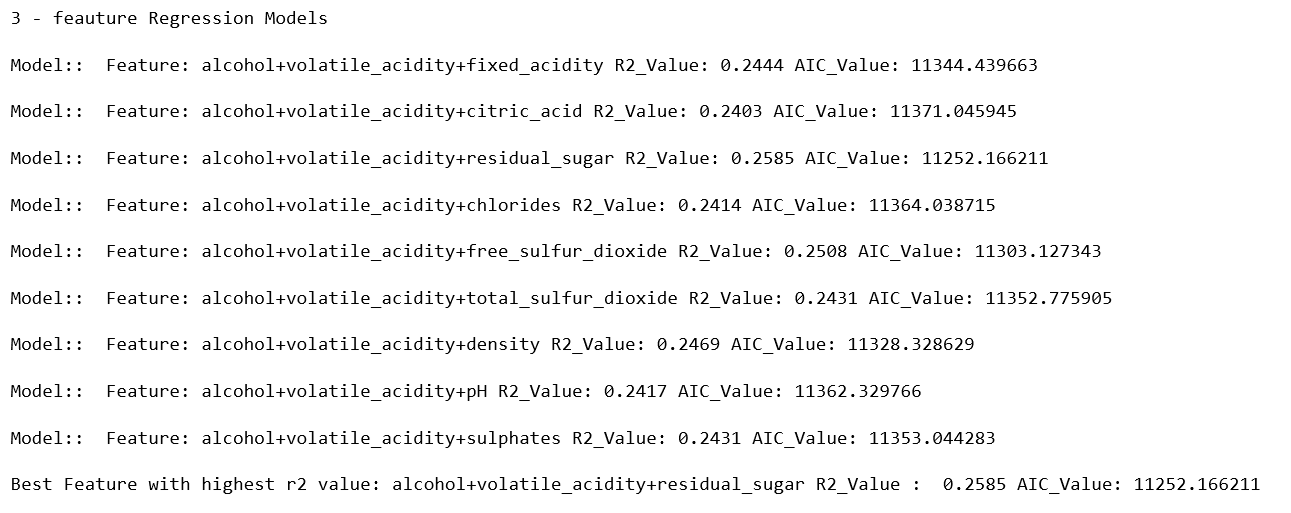 3 - feauture Regression Models
Model::  Feature: alcohol+volatile_acidity+fixed_acidity R2_Value: 0.2444 AIC_Value: 11344.439663
Model::  Feature: alcohol+volatile_acidity+citric_acid R2_Value: 0.2403 AIC_Value: 11371.045945
Model::  Feature: alcohol+volatile_acidity+residual_sugar R2_Value: 0.2585 AIC_Value: 11252.166211
Model::  Feature: alcohol+volatile_acidity+chlorides R2_Value: 0.2414 AIC_Value: 11364.038715
Model::  Feature: alcohol+volatile_acidity+free_sulfur_dioxide R2_Value: 0.2508 AIC_Value: 11303.127343
Model::  Feature: alcohol+volatile_acidity+total_sulfur_dioxide R2_Value: 0.2431 AIC_Value: 11352.775905
Model::  Feature: alcohol+volatile_acidity+density R2_Value: 0.2469 AIC_Value: 11328.328629
Model::  Feature: alcohol+volatile_acidity+pH R2_Value: 0.2417 AIC_Value: 11362.329766
Model::  Feature: alcohol+volatile_acidity+sulphates R2_Value: 0.2431 AIC_Value: 11353.044283
Best Feature with highest r2 value: alcohol+volatile_acidity+residual_sugar R2_Value :  0.2585 AIC_Value: 11252.166211